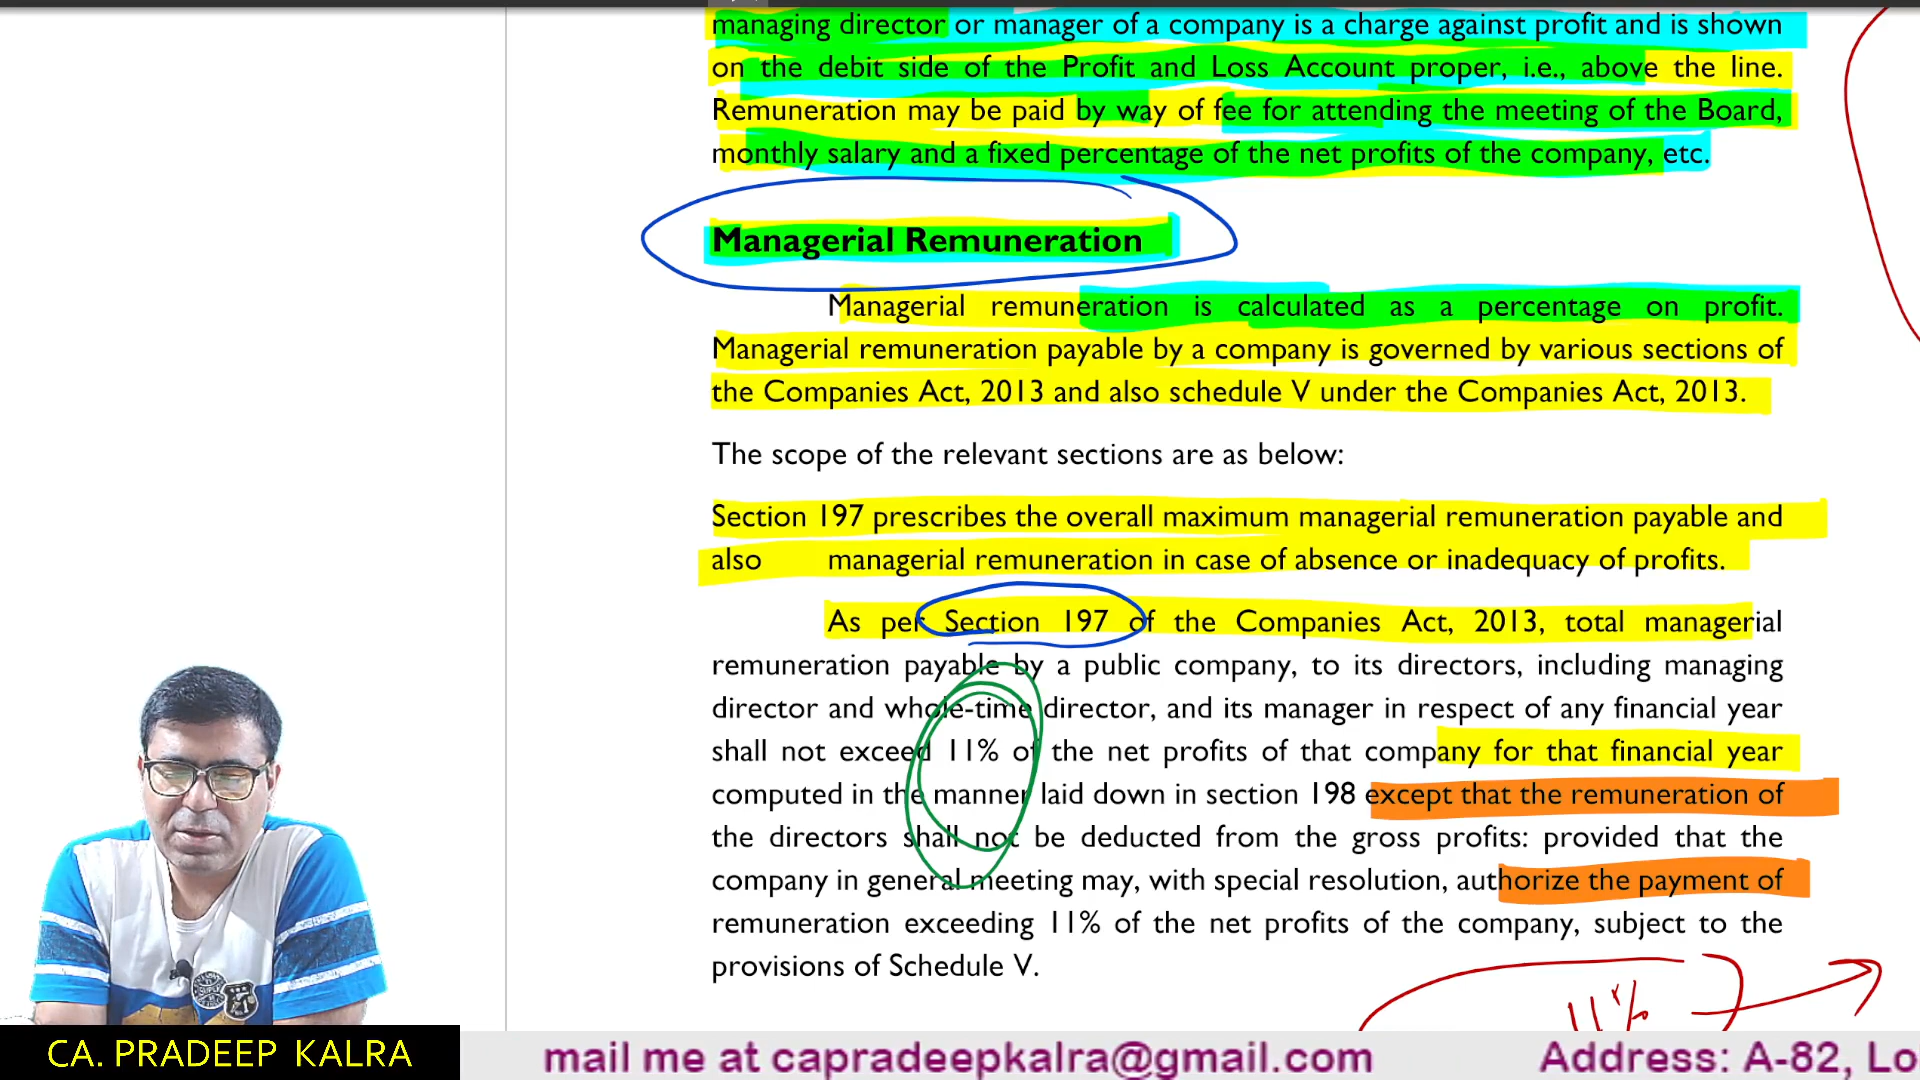 managing director or manager of a company is a charge against profit and is shown
on the debit side of the Profit and Loss Account proper, i.e., above the line.
Remuneration may be paid by way of fee for attending the meeting of the Board,
monthly salary and a fixed percentage of the net profits of the company, etc.
Managerial Remuneration
Managerial remuneration is calculated as a percentage on profit.
Managerial remuneration payable by a company is governed by various sections of
the Companies Act, 2013 and also schedule V under the Companies Act, 2013.
The scope of the relevant sections are as below:
Section 197 prescribes the overall maximum managerial remuneration payable and
also managerial remuneration in case of absence or inadequacy of profits.
As per Section 197 of the Companies Act, 2013, total managerial
remuneration payable by a public company, to its directors, including managing
director and whole-time director, and its manager in respect of any financial year
shall not exceed 11% of the net profits of that company for that financial year
computed in the manner laid down in section 198 except that the remuneration of
the directors shall not be deducted from the gross profits: provided that the
company in general meeting may, with special resolution, authorize the payment of
remuneration exceeding 11% of the net profits of the company, subject to the
provisions of Schedule V.
11%
CA. PRADEEP KALRA
mail me at capradeepkalra@gmail.com
Address: A-82, Lo